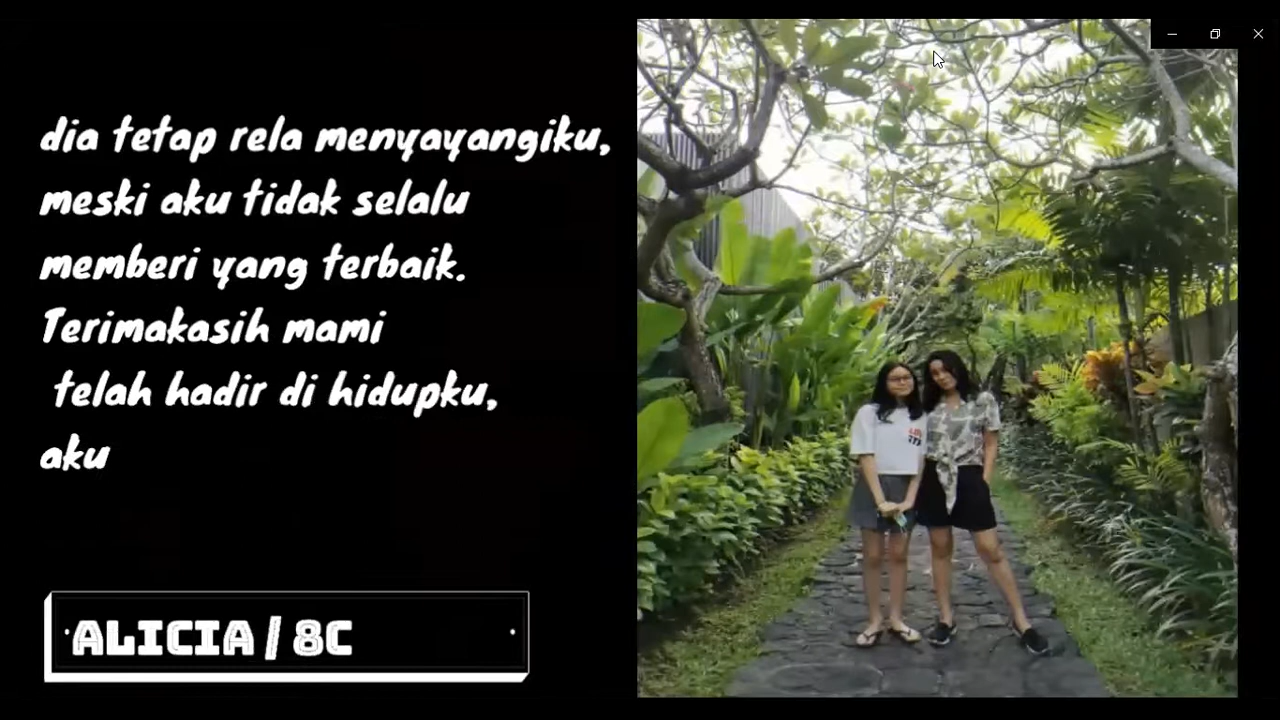 dia tetap rela menyayangiku,
meski aku tidak selalu
memberi yang terbaik.
Terimakasih mami
telah hadir di hidupku,
aku
ALICIA / 8C